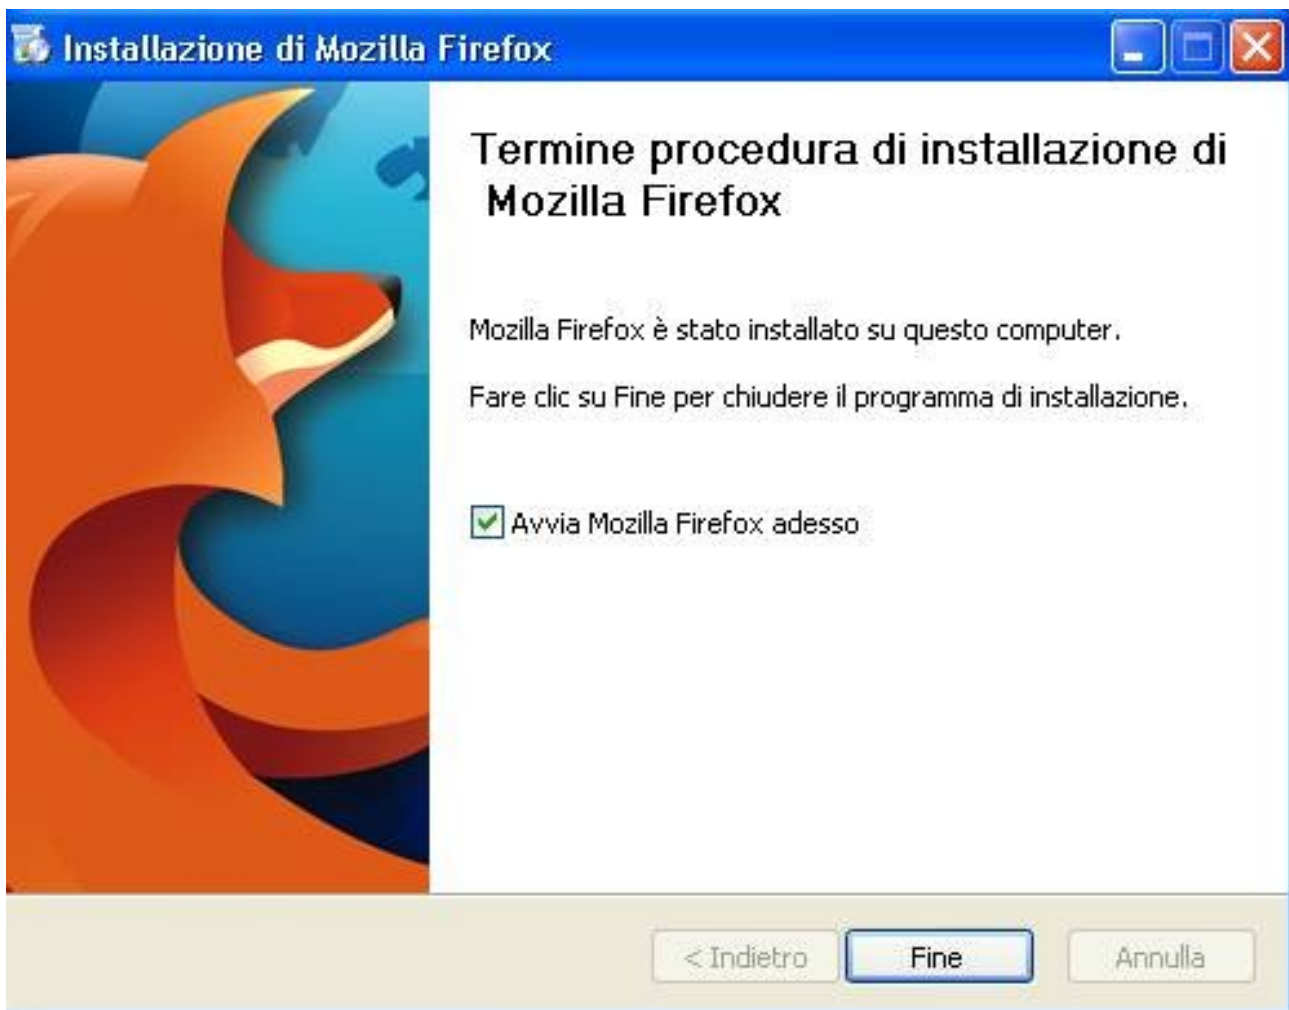 Installazione di Mozilla Firefox
Termine procedura di installazione di
Mozilla Firefox
Mozilla Firefox è stato installato su questo computer.
Fare clic su Fine per chiudere il programma di installazione.
Avvia Mozilla Firefox adesso
< Indietro
Fine
Annulla